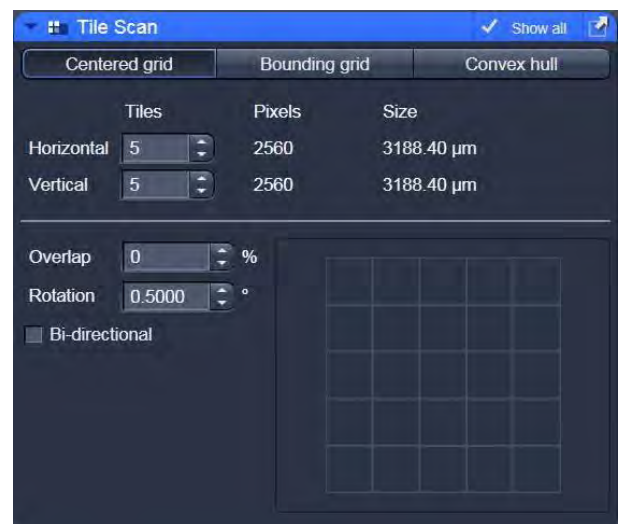 Tile Scan Show all
Centered grid Bounding grid Convex hull
Tiles Pixels Size
Horizontal 5 2560 3188.40 µm
Vertical 5 2560 3188.40 µm
Overlap 0 %
Rotation 0.5000 °
Bi-directional